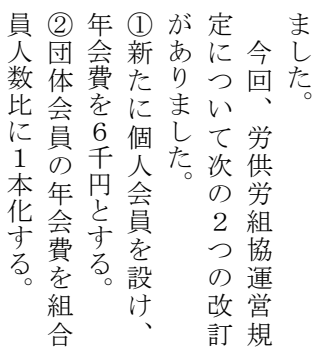 ました。
　今回、労供労組協運営規
定について次の２つの改訂
がありました。
①新たに個人会員を設け、
年会費を６千円とする。
②団体会員の年会費を組合
員人数比に１本化する。